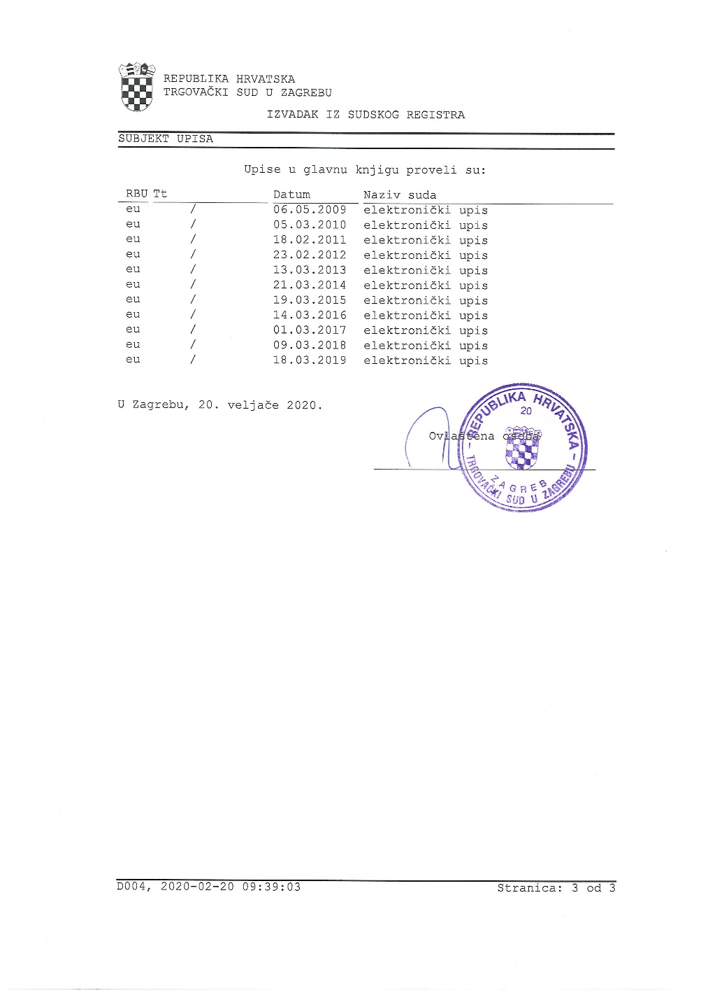 REPUBLIKA HRVATSKA
TRGOVAČKI SUD U ZAGREBU
IZVADAK IZ SUDSKOG REGISTRA
SUBJEKT UPISA
Upise u glavnu knjigu proveli su:
RBU Tt Datum Naziv suda
eu / 06.05.2009 elektronički upis
eu / 05.03.2010 elektronički upis
eu / 18.02.2011 elektronički upis
eu / 23.02.2012 elektronički upis
eu / 13.03.2013 elektronički upis
eu / 21.03.2014 elektronički upis
eu / 19.03.2015 elektronički upis
eu / 14.03.2016 elektronički upis
eu / 01.03.2017 elektronički upis
eu / 09.03.2018 elektronički upis
eu / 18.03.2019 elektronički upis
U Zagrebu, 20. veljače 2020.
Ovlaštena osoba
- REPUBLIKA HRVATSKA -
20
ZAGREB
TRGOVAČKI SUD U ZAGREBU
D004, 2020-02-20 09:39:03 Stranica: 3 od 3